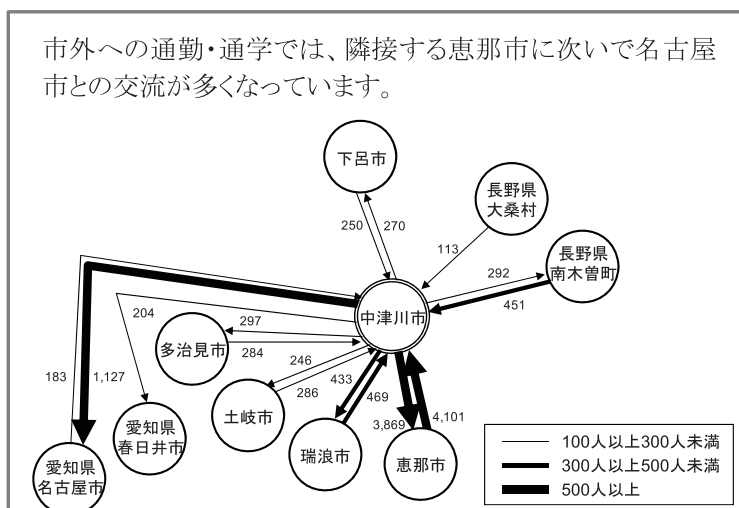 市外への通勤・通学では、隣接する恵那市に次いで名古屋
市との交流が多くなっています。
下呂市
長野県
大桑村
250
270
113
長野県
南木曽町
292
451
中津川市
204
297
多治見市
284
183
1,127
246
286
433
469
土岐市
3,869
4,101
愛知県
春日井市
瑞浪市
恵那市
愛知県
名古屋市
100人以上300人未満
300人以上500人未満
500人以上